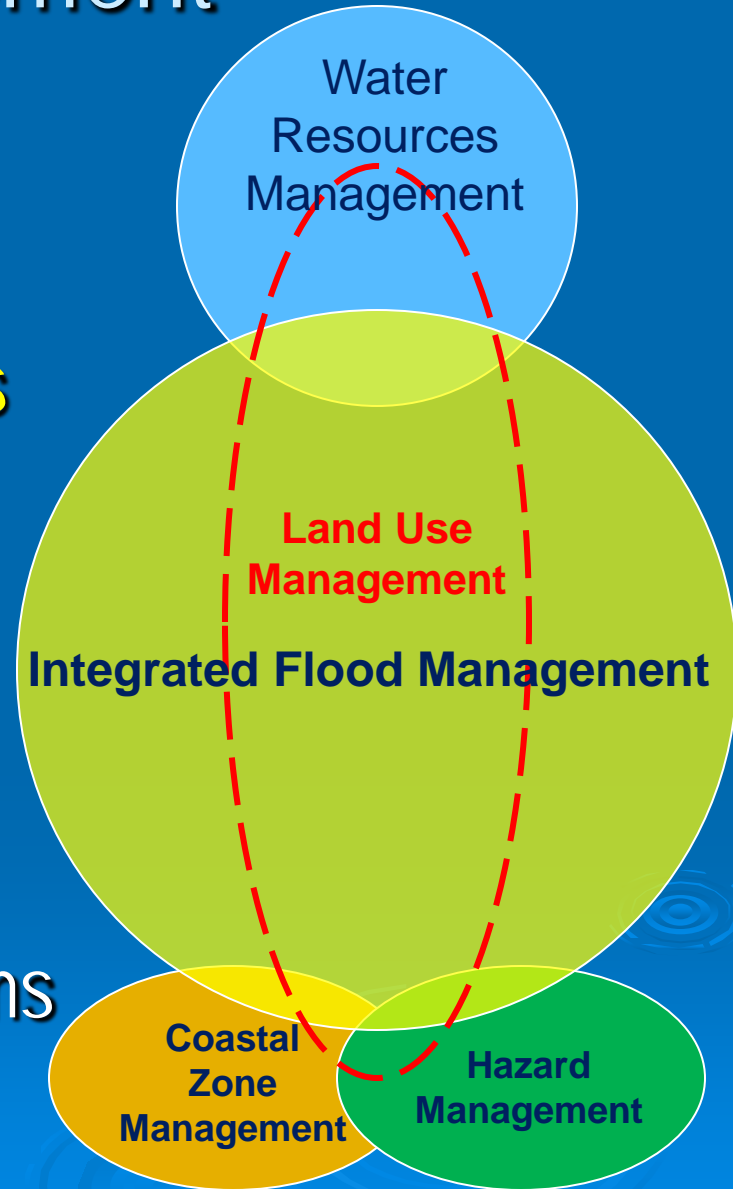 Water
Resources
Management
Land Use
Management
Integrated Flood Management
Coastal
Zone
Management
Hazard
Management